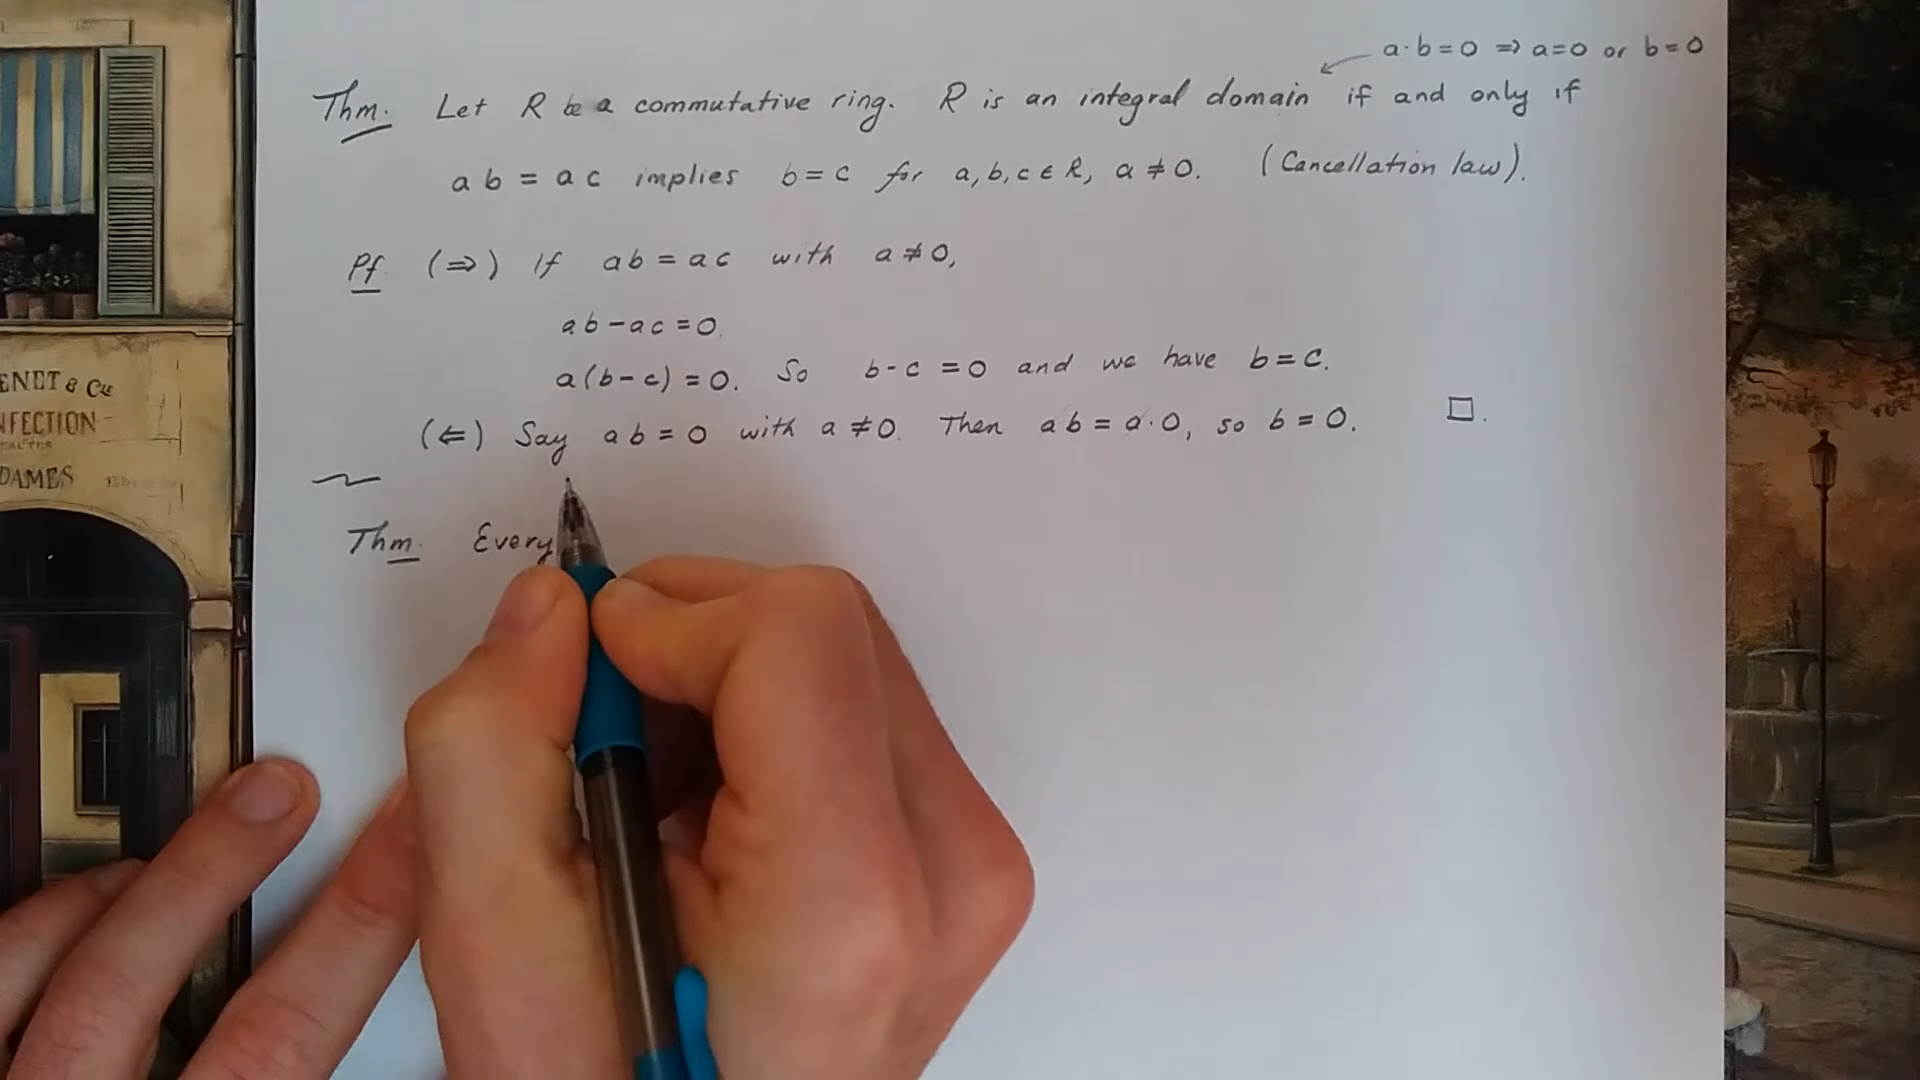 a·b=0 ⇒ a=0 or b=0
Thm. Let R be a commutative ring. R is an integral domain if and only if
ab = ac implies b=c for a,b,c ∈ R, a ≠ 0. (Cancellation law).
Pf. (⇒) If ab = ac with a ≠ 0,
ab-ac=0.
a(b-c) = 0. So b-c = 0 and we have b=c.
(⇐) Say ab = 0 with a ≠ 0. Then ab = a·0, so b = 0. □.
Thm. Every
ENET & Cie
NFECTION
DAMES